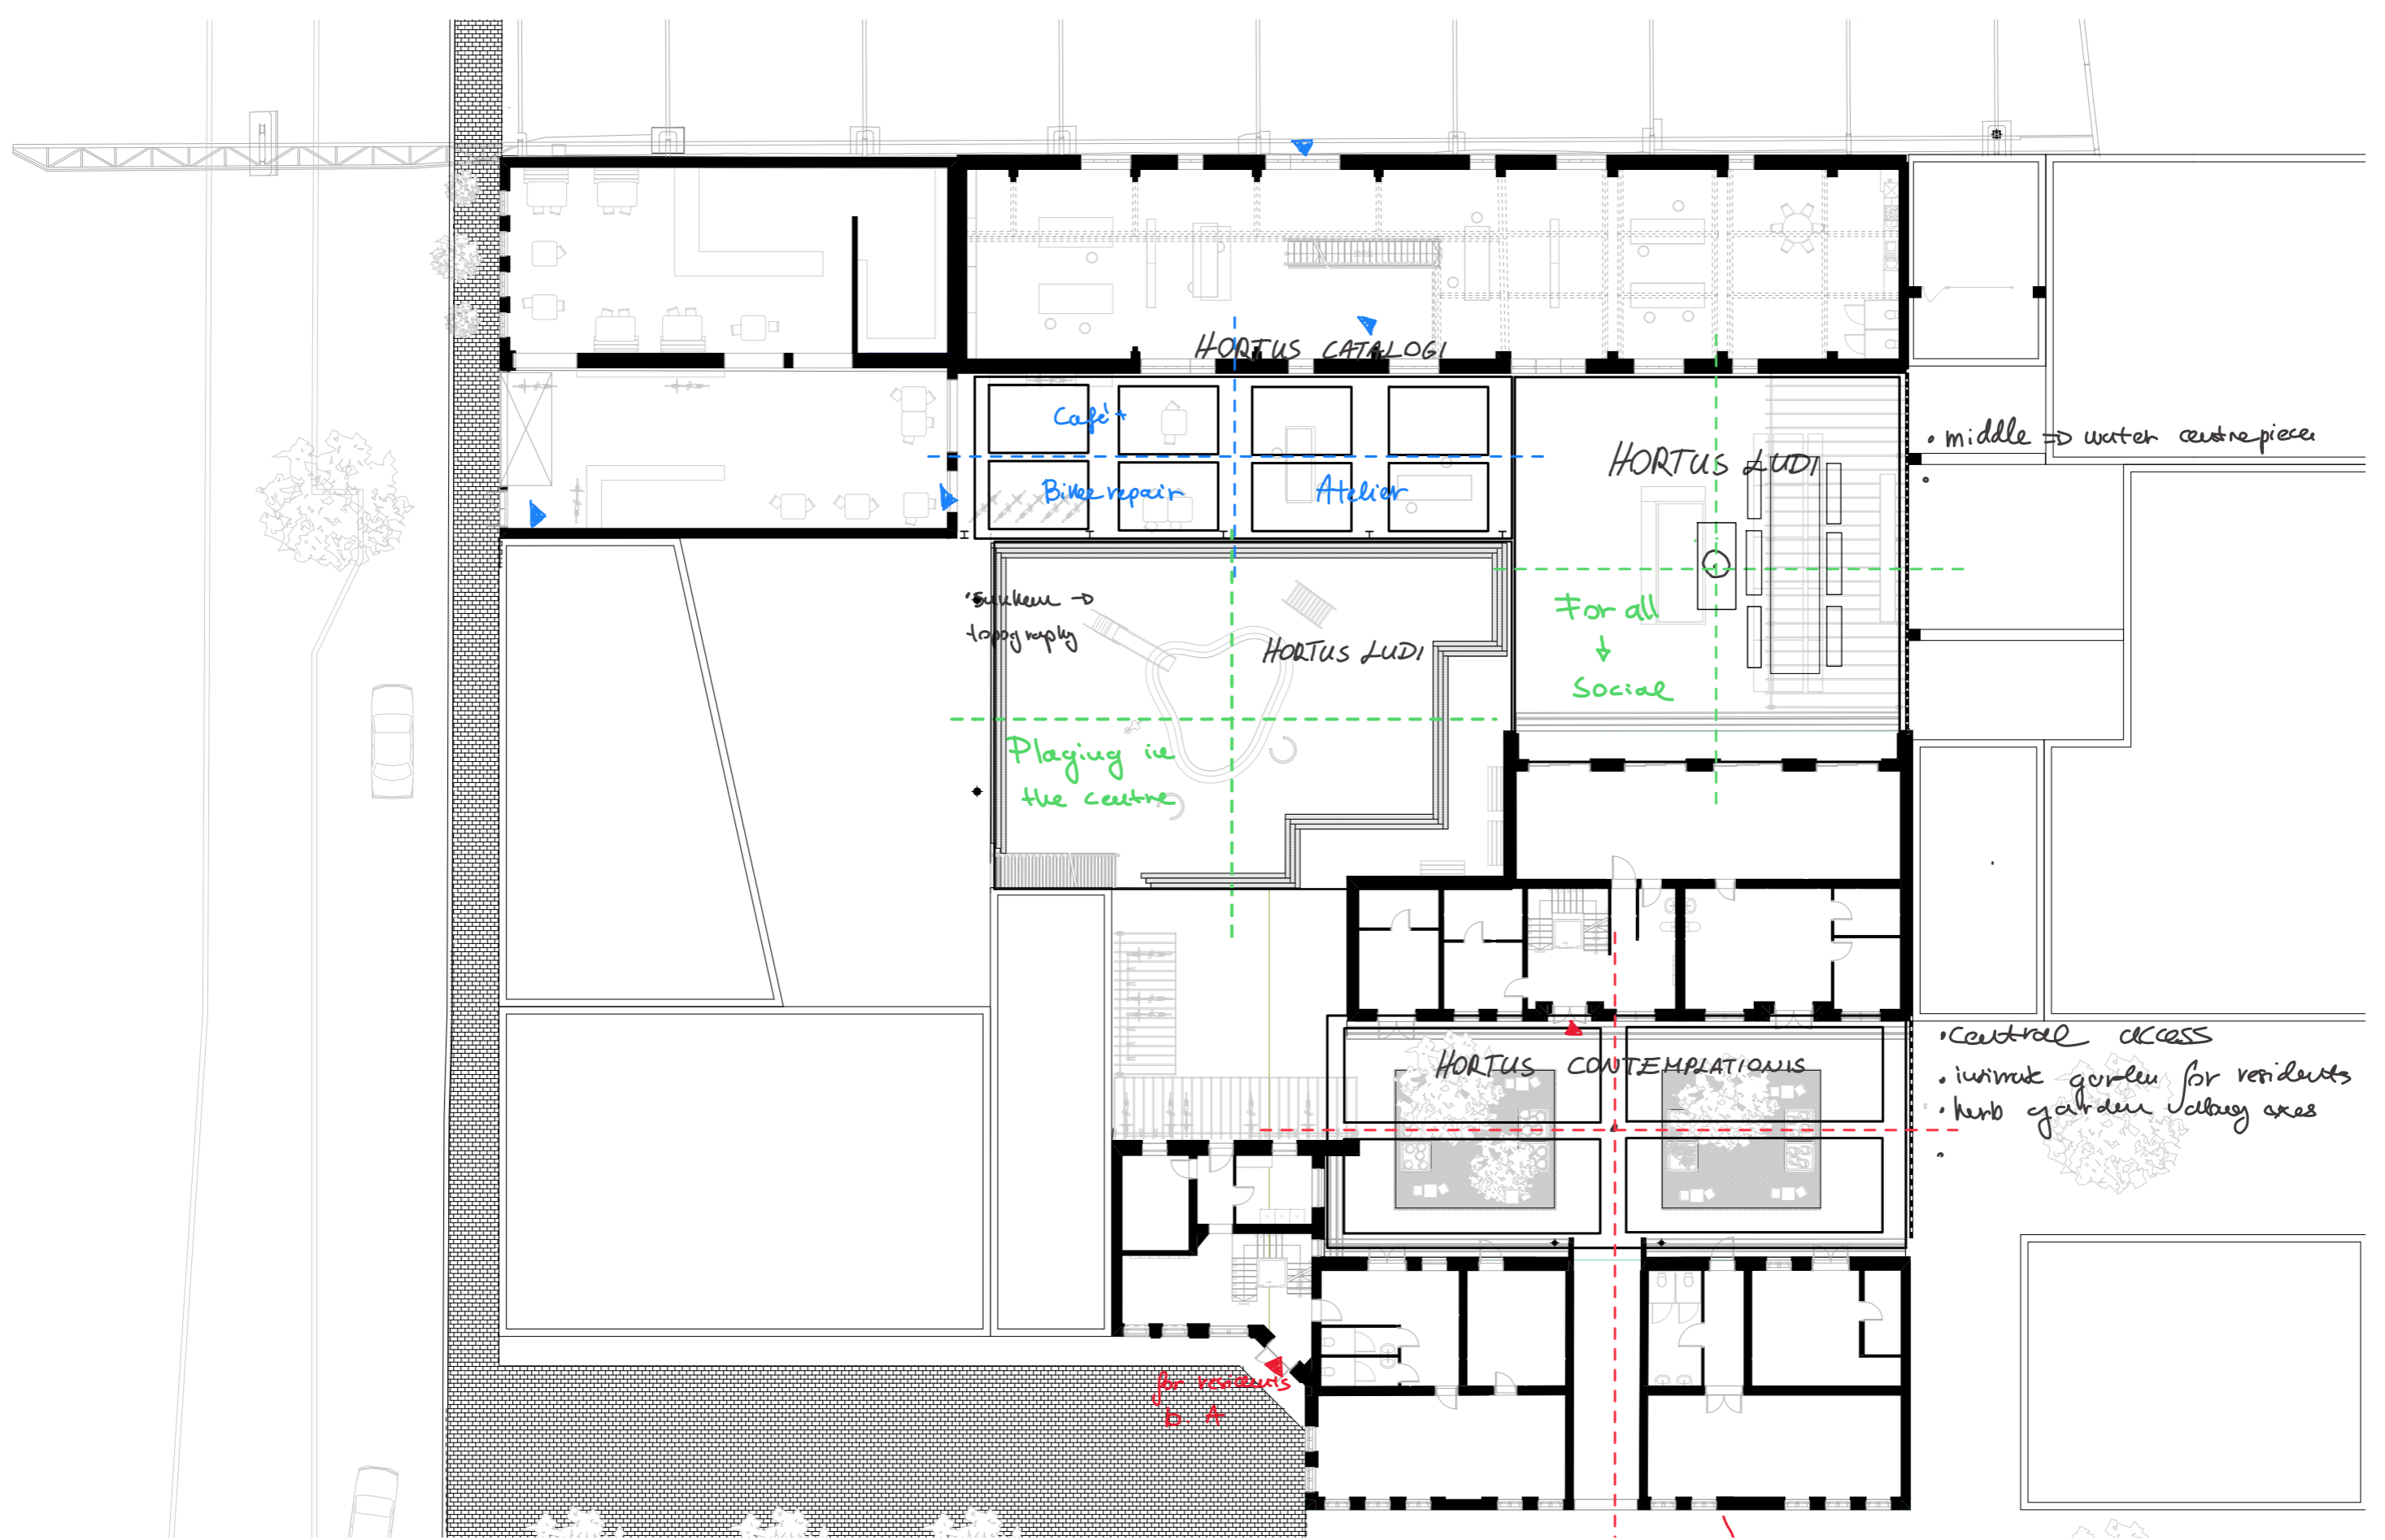 HORTUS CATALOGI
Café +
Bike repair
Atelier
HORTUS LUDI
• middle => water centrepiece
•
• sunken →
topography
HORTUS LUDI
For all
↓
Social
Playing in
the centre
HORTUS CONTEMPLATIONIS
• central access
• intimate garden for residents
• herb garden along axes
•
for residents
b. A